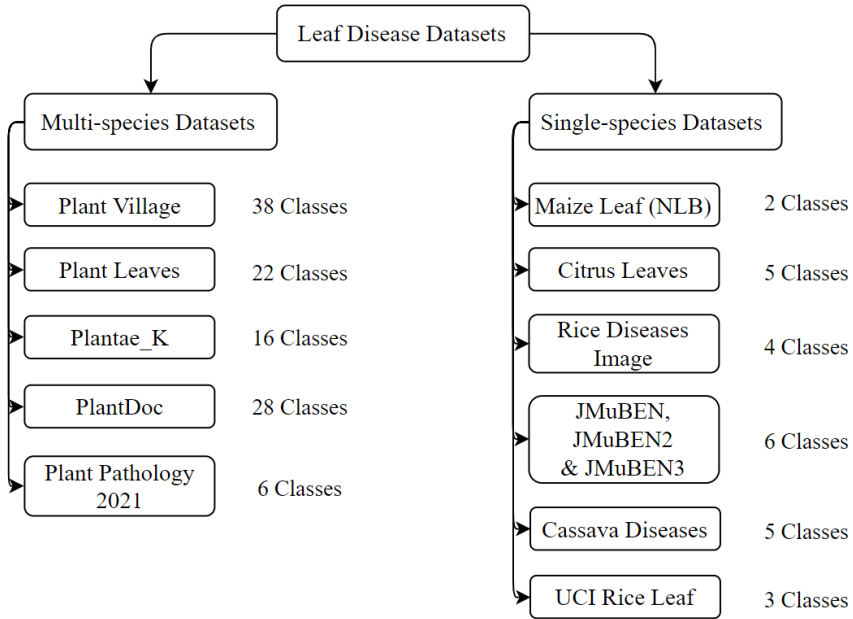 Leaf Disease Datasets
Multi-species Datasets
Plant Village 38 Classes
Plant Leaves 22 Classes
Plantae_K 16 Classes
PlantDoc 28 Classes
Plant Pathology
2021
6 Classes
Single-species Datasets
Maize Leaf (NLB) 2 Classes
Citrus Leaves 5 Classes
Rice Diseases
Image
4 Classes
JMuBEN,
JMuBEN2
& JMuBEN3
6 Classes
Cassava Diseases 5 Classes
UCI Rice Leaf 3 Classes